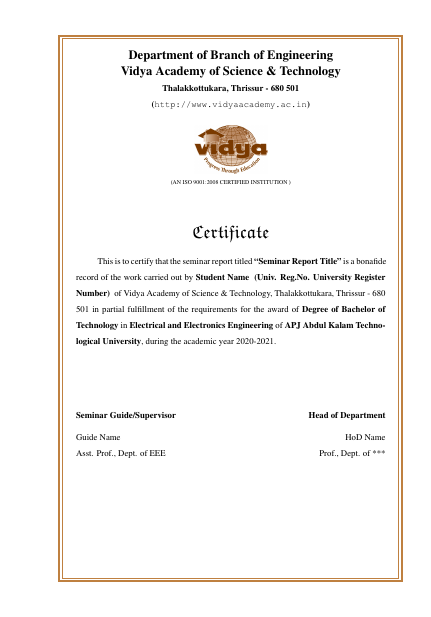 Department of Branch of Engineering
Vidya Academy of Science & Technology
Thalakkottukara, Thrissur - 680 501
(http://www.vidyaacademy.ac.in)
vidya
Progress Through Education
(AN ISO 9001:2008 CERTIFIED INSTITUTION )
Certificate
This is to certify that the seminar report titled “Seminar Report Title” is a bonafide
record of the work carried out by Student Name (Univ. Reg.No. University Register
Number) of Vidya Academy of Science & Technology, Thalakkottukara, Thrissur - 680
501 in partial fulfillment of the requirements for the award of Degree of Bachelor of
Technology in Electrical and Electronics Engineering of APJ Abdul Kalam Techno-
logical University, during the academic year 2020-2021.
Seminar Guide/Supervisor Head of Department
Guide Name HoD Name
Asst. Prof., Dept. of EEE Prof., Dept. of ***